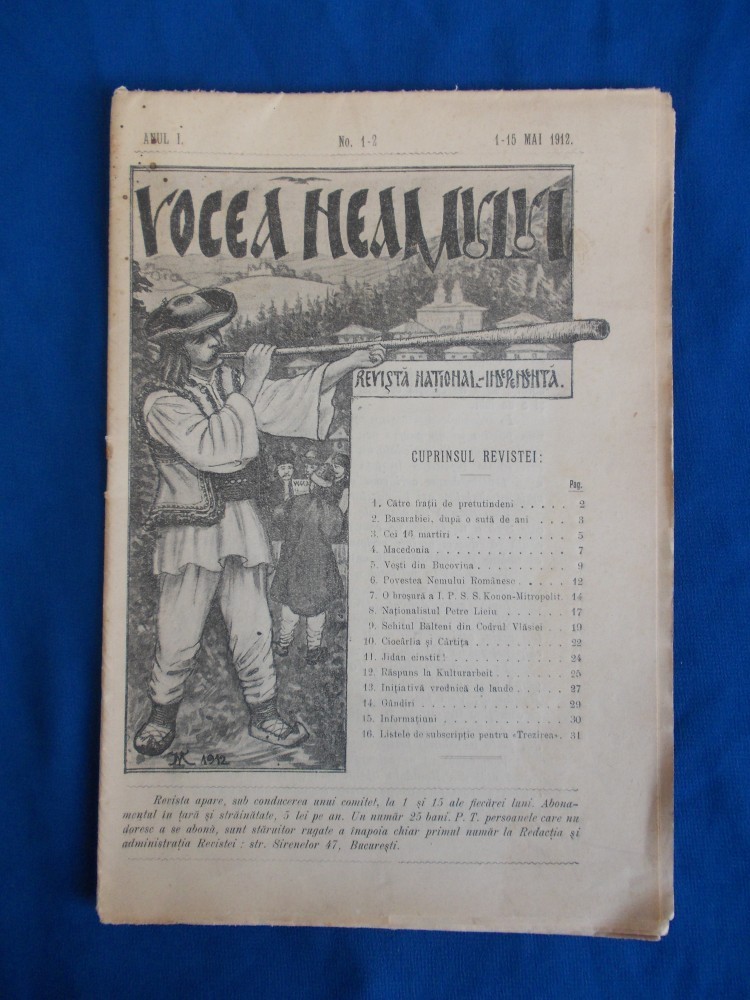 ANUL I.
No. 1-2
1-15 MAI 1912.
VOCEA NEAMULUI
REVISTĂ NAȚIONAL-INDEPENDENTĂ.
CUPRINSUL REVISTEI:
Pag.
1. Către frații de pretutindeni . . . . . 2
2. Basarabiei, după o sută de ani . . . 3
3. Cei 16 martiri . . . . . . . . . . . 5
4. Macedonia . . . . . . . . . . . . . 7
5. Vești din Bucovina . . . . . . . . . 9
6. Povestea Nemului Românesc . . . . . 12
7. O broșură a I. P. S. S. Konon-Mitropolit. 14
8. Naționalistul Petre Liciu . . . . . . 17
9. Schitul Bălteni din Codrul Vlăsiei . . 19
10. Ciocârlia și Cârtița . . . . . . . . . 22
11. Jidan cinstit! . . . . . . . . . . . . 24
12. Răspuns la Kulturarbeit . . . . . . . 25
13. Inițiativă vrednică de laude . . . . . 27
14. Gândiri . . . . . . . . . . . . . . 29
15. Informațiuni . . . . . . . . . . . . 30
16. Listele de subscripție pentru «Trezirea». 31
1912
Revista apare, sub conducerea unui comitet, la 1 și 15 ale fiecărei luni. Abona-
mentul în țară și străinătate, 5 lei pe an. Un număr 25 bani. P. T. persoanele care nu
doresc a se abonà, sunt stăruitor rugate a înapoia chiar primul număr la Redacția și
administrația Revistei : str. Sirenelor 47, București.